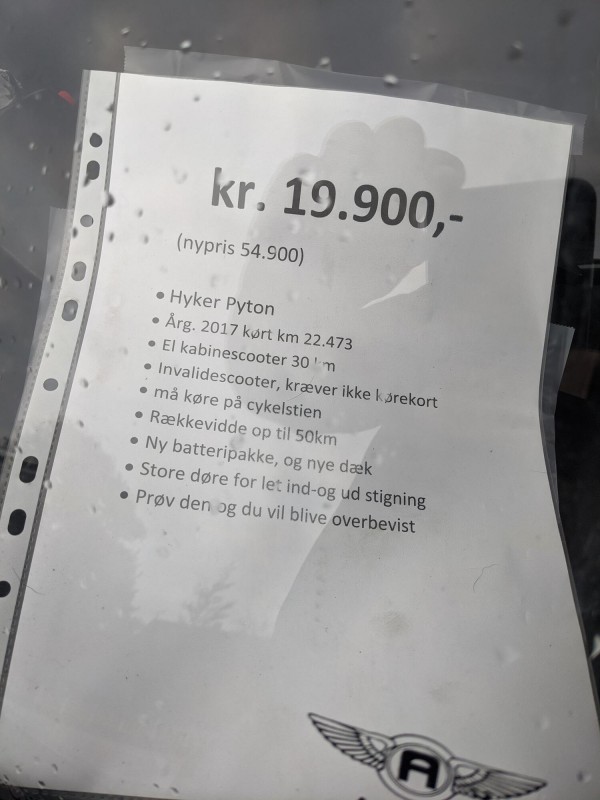 kr. 19.900,-
(nypris 54.900)
• Hyker Pyton
• Årg. 2017 kørt km 22.473
• El kabinescooter 30 km
• Invalidescooter, kræver ikke kørekort
• må køre på cykelstien
• Rækkevidde op til 50km
• Ny batteripakke, og nye dæk
• Store døre for let ind-og ud stigning
• Prøv den og du vil blive overbevist
A